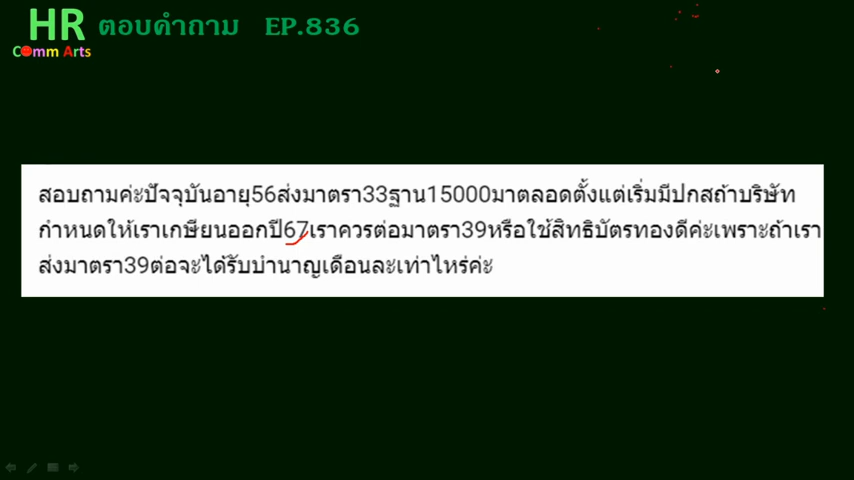 HR ตอบคำถาม EP.836
Comm Arts
สอบถามค่ะปัจจุบันอายุ56ส่งมาตรา33ฐาน15000มาตลอดตั้งแต่เริ่มมีปกสถ้าบริษัท
กำหนดให้เราเกษียนออกปี67เราควรต่อมาตรา39หรือใช้สิทธิบัตรทองดีค่ะเพราะถ้าเรา
ส่งมาตรา39ต่อจะได้รับบำนาญเดือนละเท่าไหร่ค่ะ